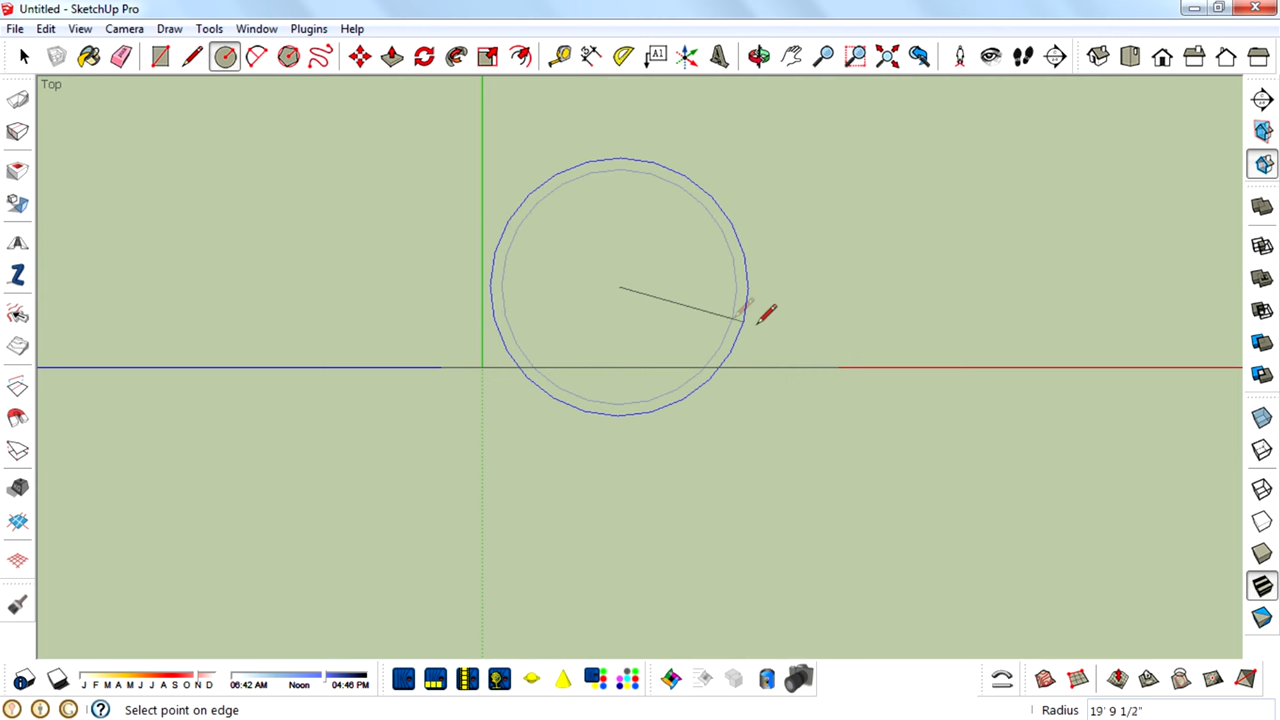 Untitled - SketchUp Pro
File Edit View Camera Draw Tools Window Plugins Help
A1
Top
J F M A M J J A S O N D 06:42 AM Noon 04:46 PM
Select point on edge Radius 19' 9 1/2"